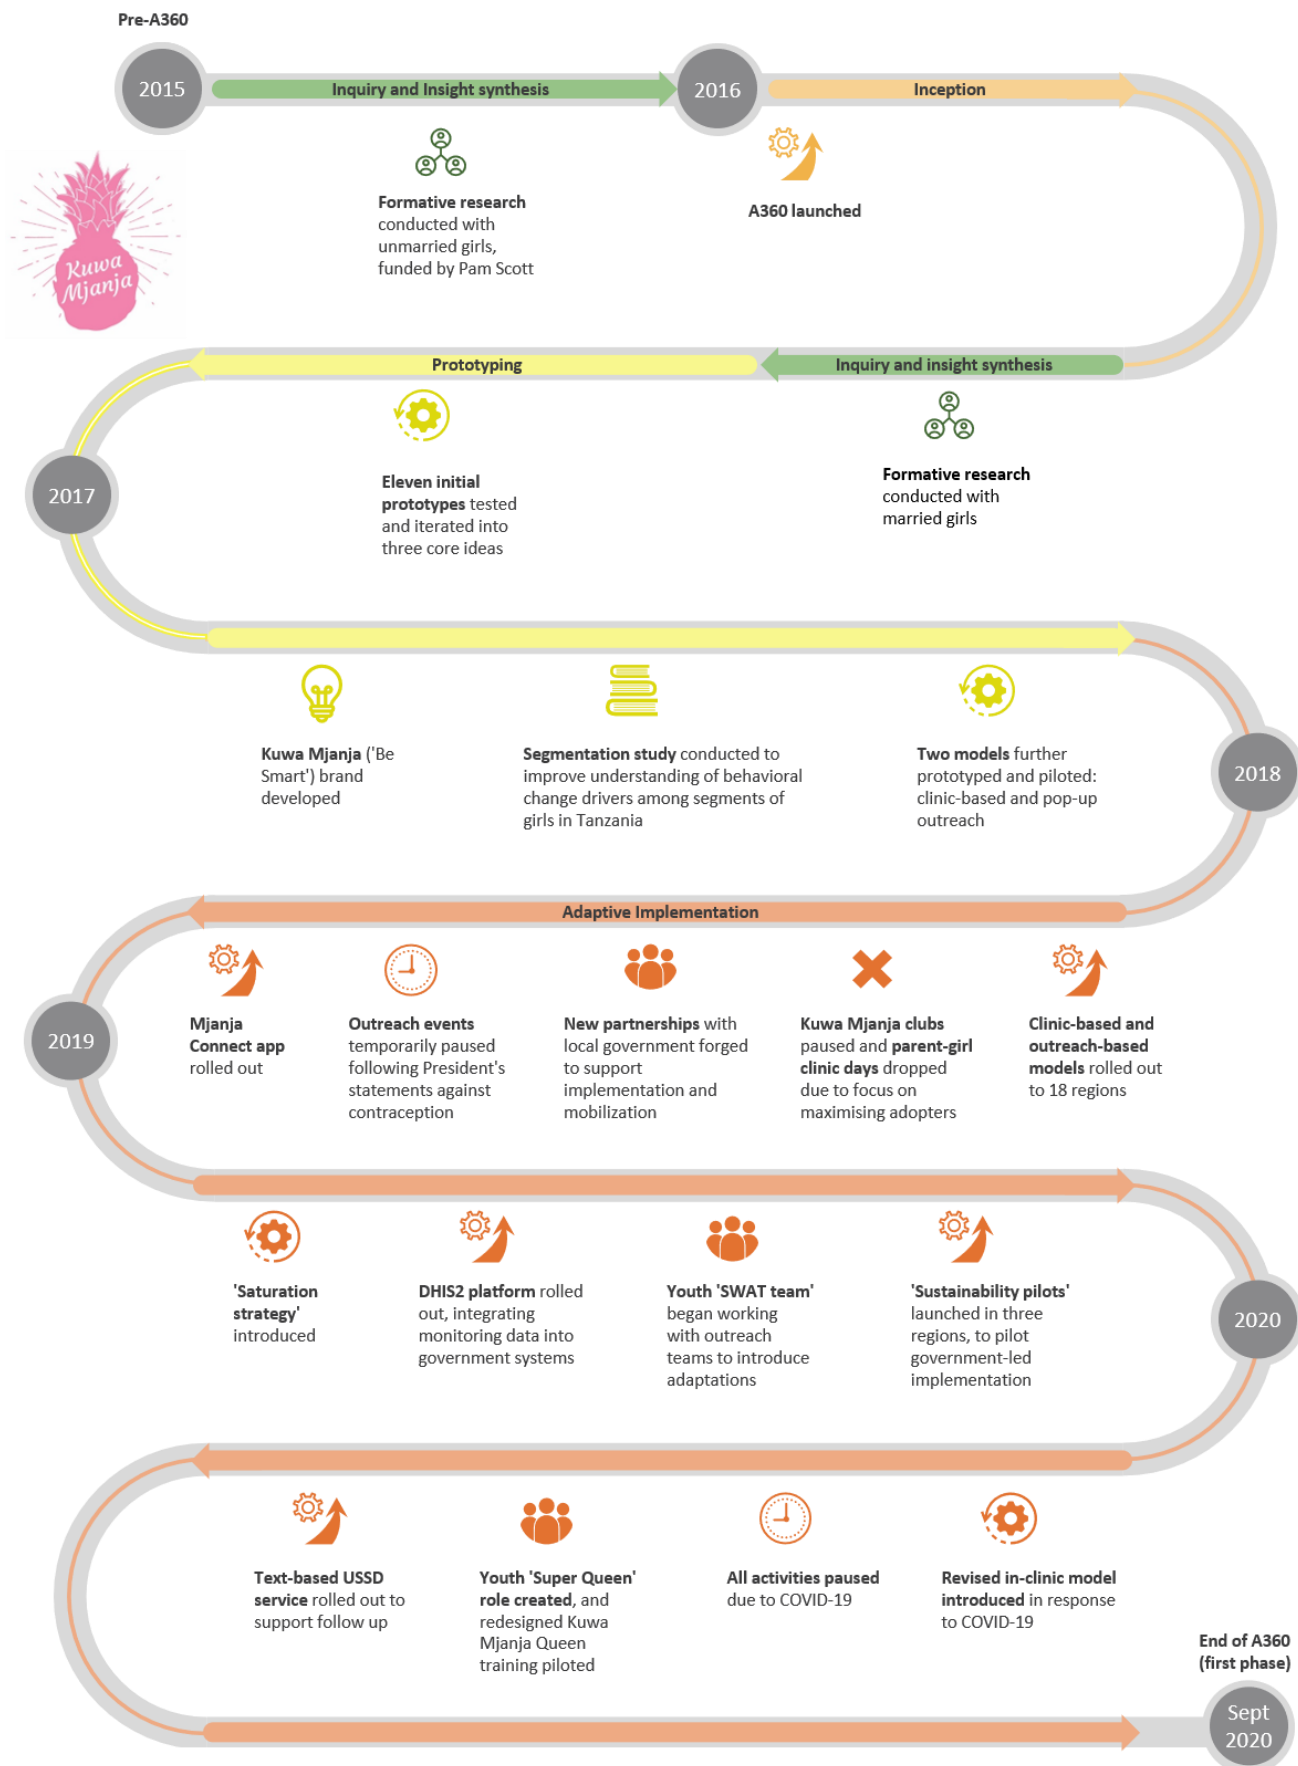 Pre-A360
2015
Inquiry and Insight synthesis
2016
Inception
Formative research
conducted with
unmarried girls,
funded by Pam Scott
A360 launched
Kuwa
Mjanja
Prototyping
Inquiry and insight synthesis
Eleven initial
prototypes tested
and iterated into
three core ideas
Formative research
conducted with
married girls
2017
Kuwa Mjanja ('Be
Smart') brand
developed
Segmentation study conducted to
improve understanding of behavioral
change drivers among segments of
girls in Tanzania
Two models further
prototyped and piloted:
clinic-based and pop-up
outreach
2018
Adaptive Implementation
2019
Mjanja
Connect app
rolled out
Outreach events
temporarily paused
following President's
statements against
contraception
New partnerships with
local government forged
to support
implementation and
mobilization
Kuwa Mjanja clubs
paused and parent-girl
clinic days dropped
due to focus on
maximising adopters
Clinic-based and
outreach-based
models rolled out
to 18 regions
'Saturation
strategy'
introduced
DHIS2 platform rolled
out, integrating
monitoring data into
government systems
Youth 'SWAT team'
began working
with outreach
teams to introduce
adaptations
'Sustainability pilots'
launched in three
regions, to pilot
government-led
implementation
2020
Text-based USSD
service rolled out to
support follow up
Youth 'Super Queen'
role created, and
redesigned Kuwa
Mjanja Queen
training piloted
All activities paused
due to COVID-19
Revised in-clinic model
introduced in response
to COVID-19
End of A360
(first phase)
Sept
2020